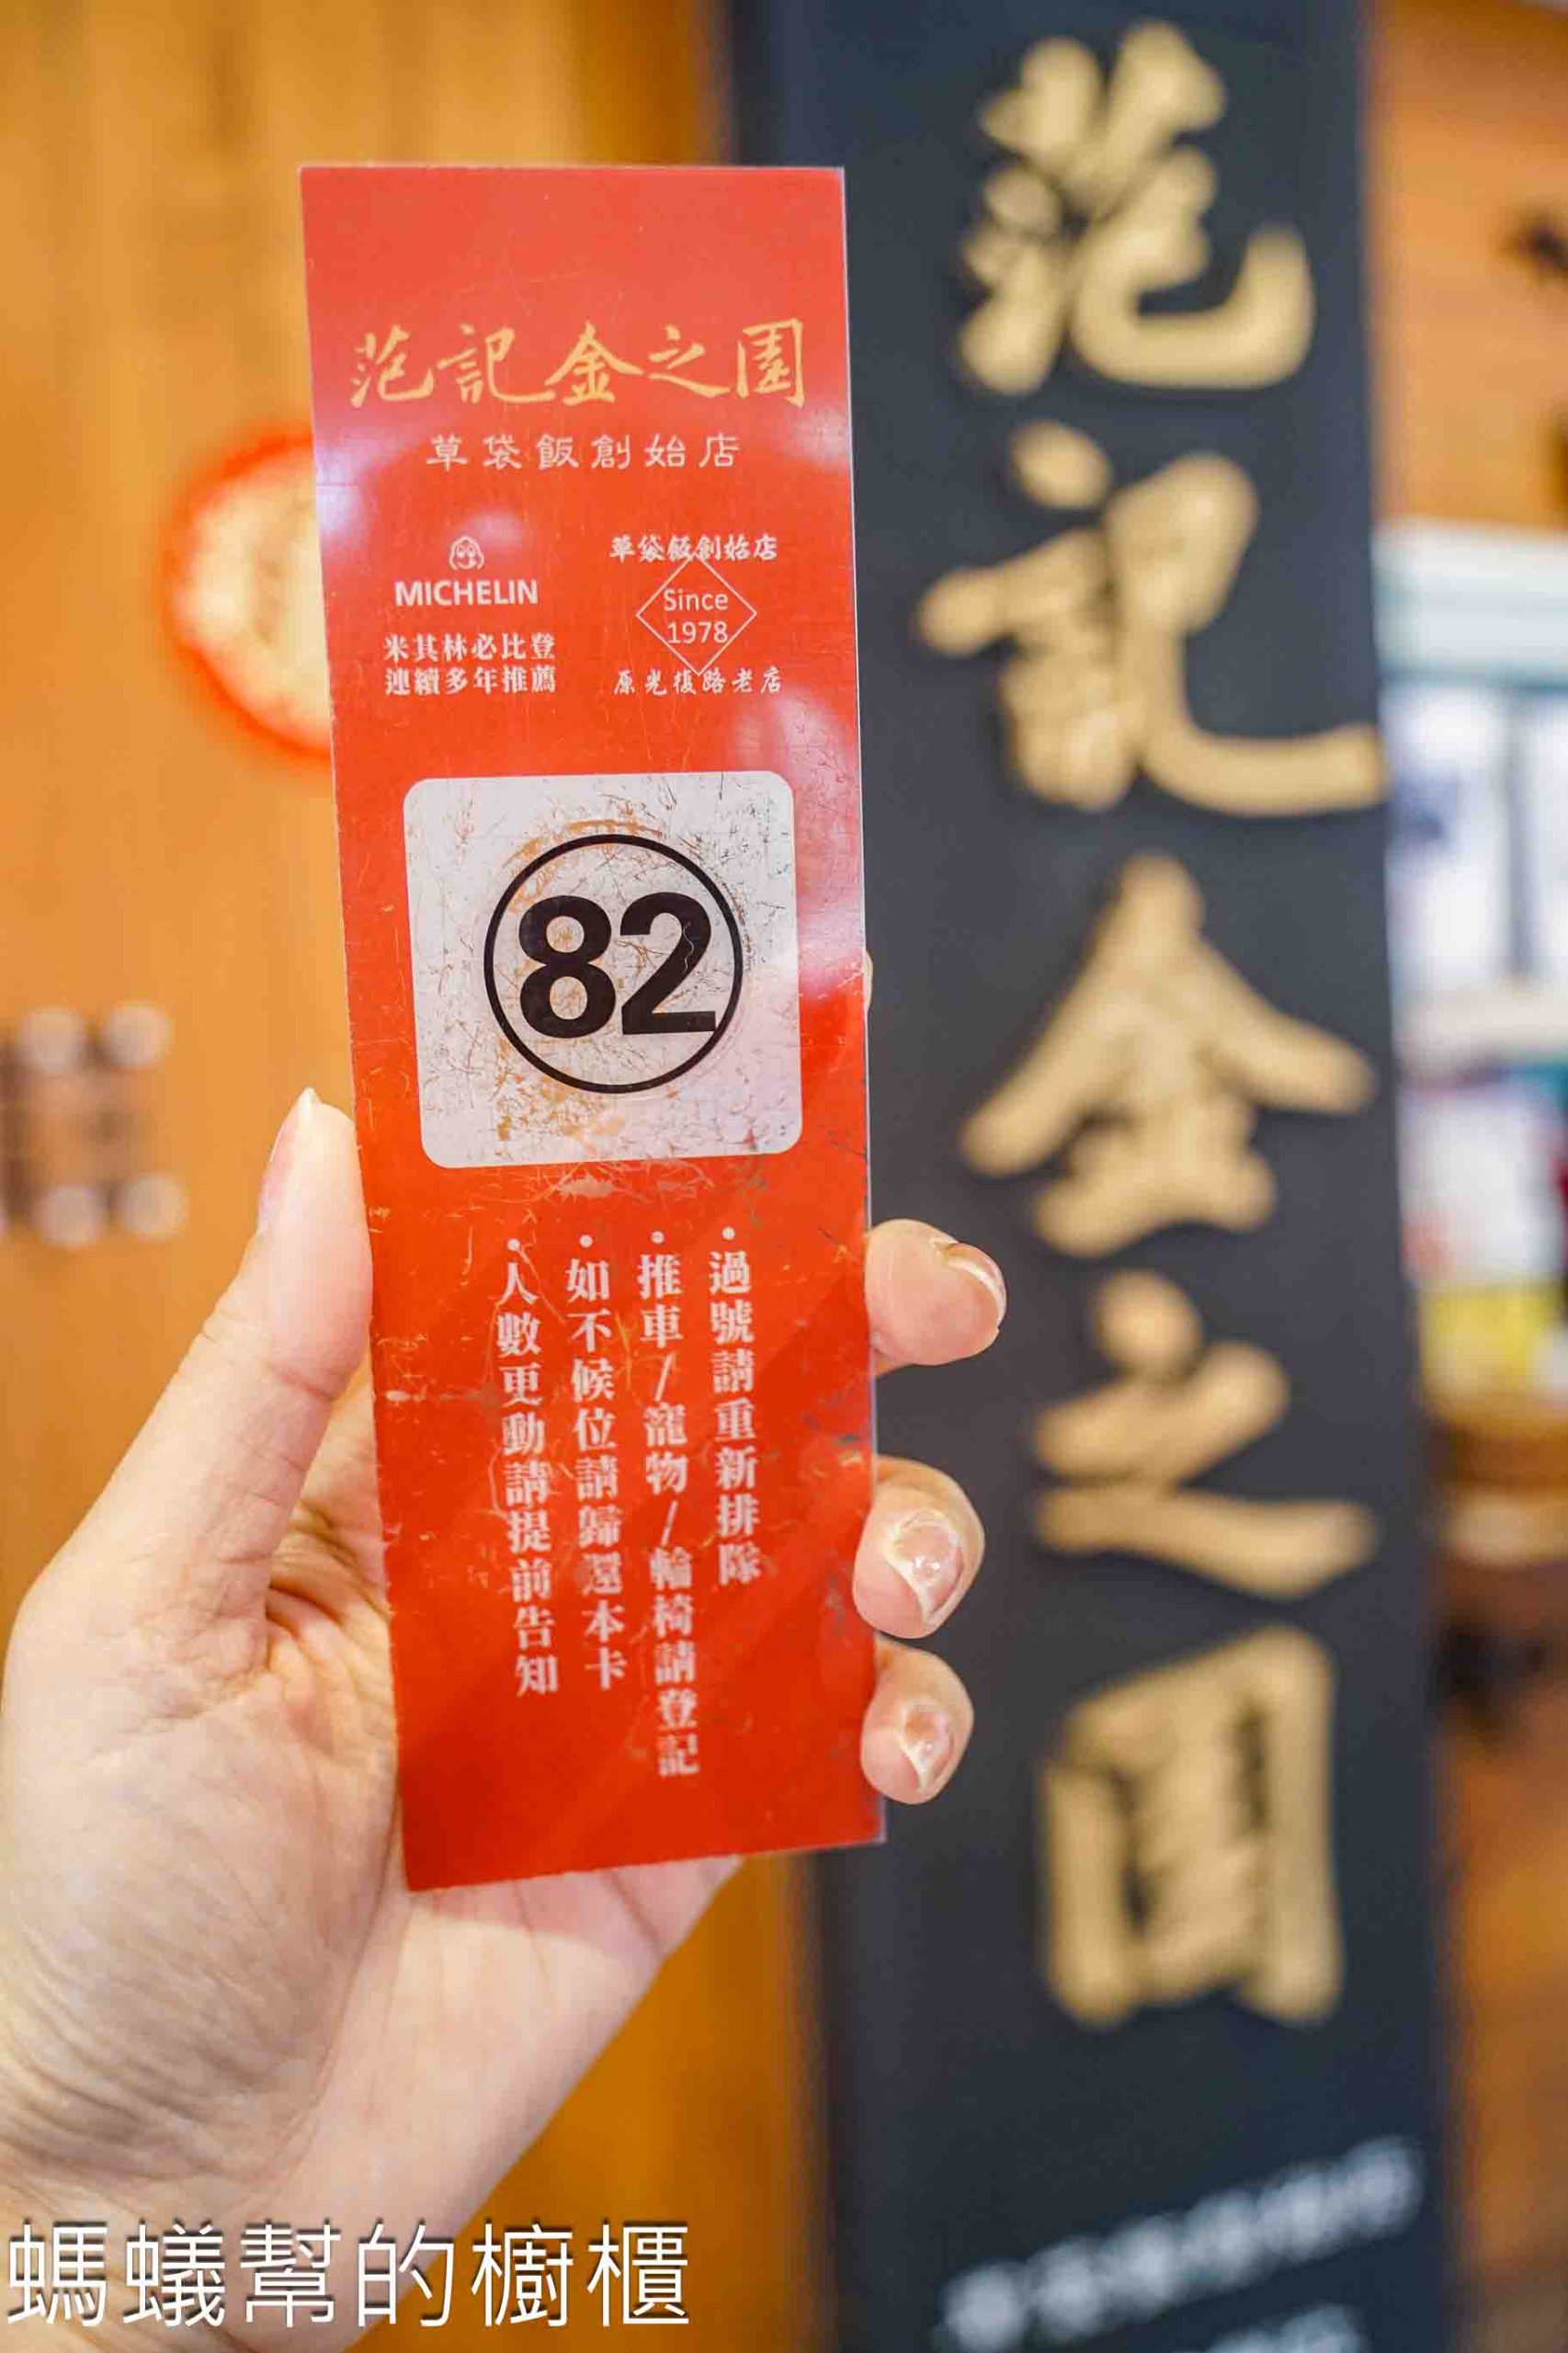 范記金之園
草袋飯創始店
MICHELIN
米其林必比登
連續多年推薦
草袋飯創始店
Since
1978
原光復路老店
82
•過號請重新排隊
•推車/寵物/輪椅請登記
•如不候位請歸還本卡
•人數更動請提前告知
范記金之園
螞蟻幫的櫥櫃